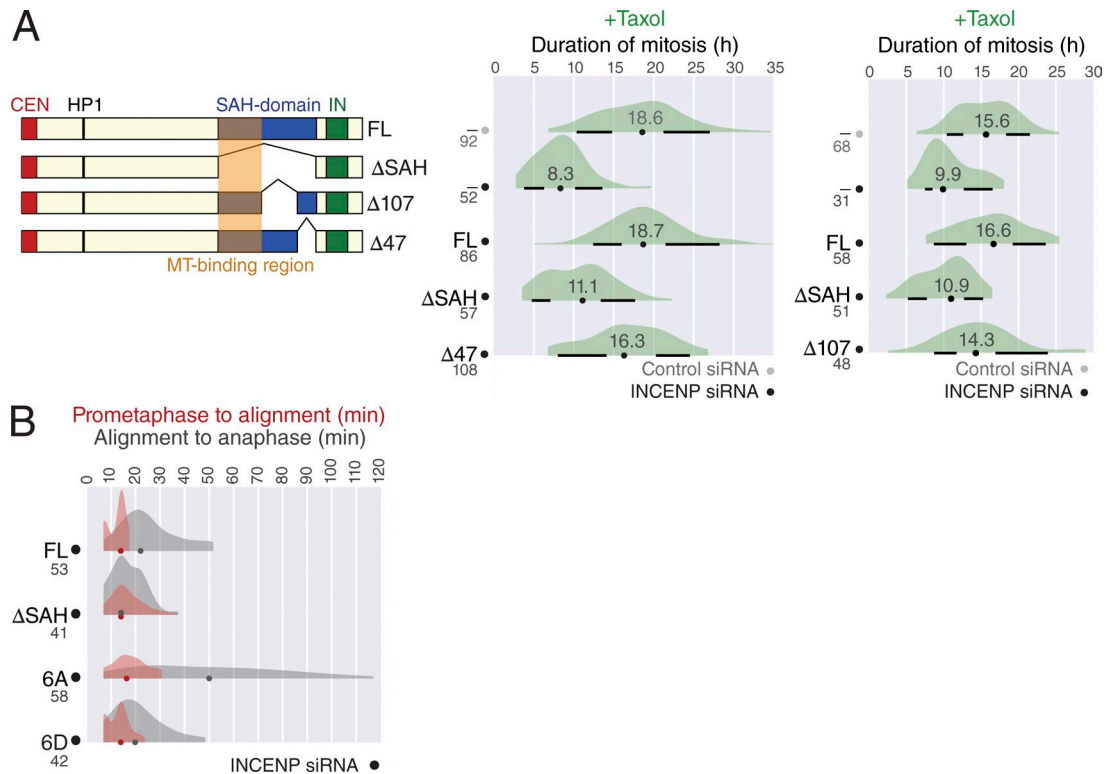 A
CEN HP1 SAH-domain IN
FL
ΔSAH
Δ107
Δ47
MT-binding region
+Taxol
Duration of mitosis (h)
0 5 10 15 20 25 30 35
– 18.6
92
– 8.3
52
FL 18.7
86
ΔSAH 11.1
57
Δ47 16.3
108
Control siRNA
INCENP siRNA
+Taxol
Duration of mitosis (h)
0 5 10 15 20 25 30
– 15.6
68
– 9.9
31
FL 16.6
58
ΔSAH 10.9
51
Δ107 14.3
48
Control siRNA
INCENP siRNA
B
Prometaphase to alignment (min)
Alignment to anaphase (min)
0 10 20 30 40 50 60 70 80 90 100 110 120
FL
53
ΔSAH
41
6A
58
6D
42
INCENP siRNA